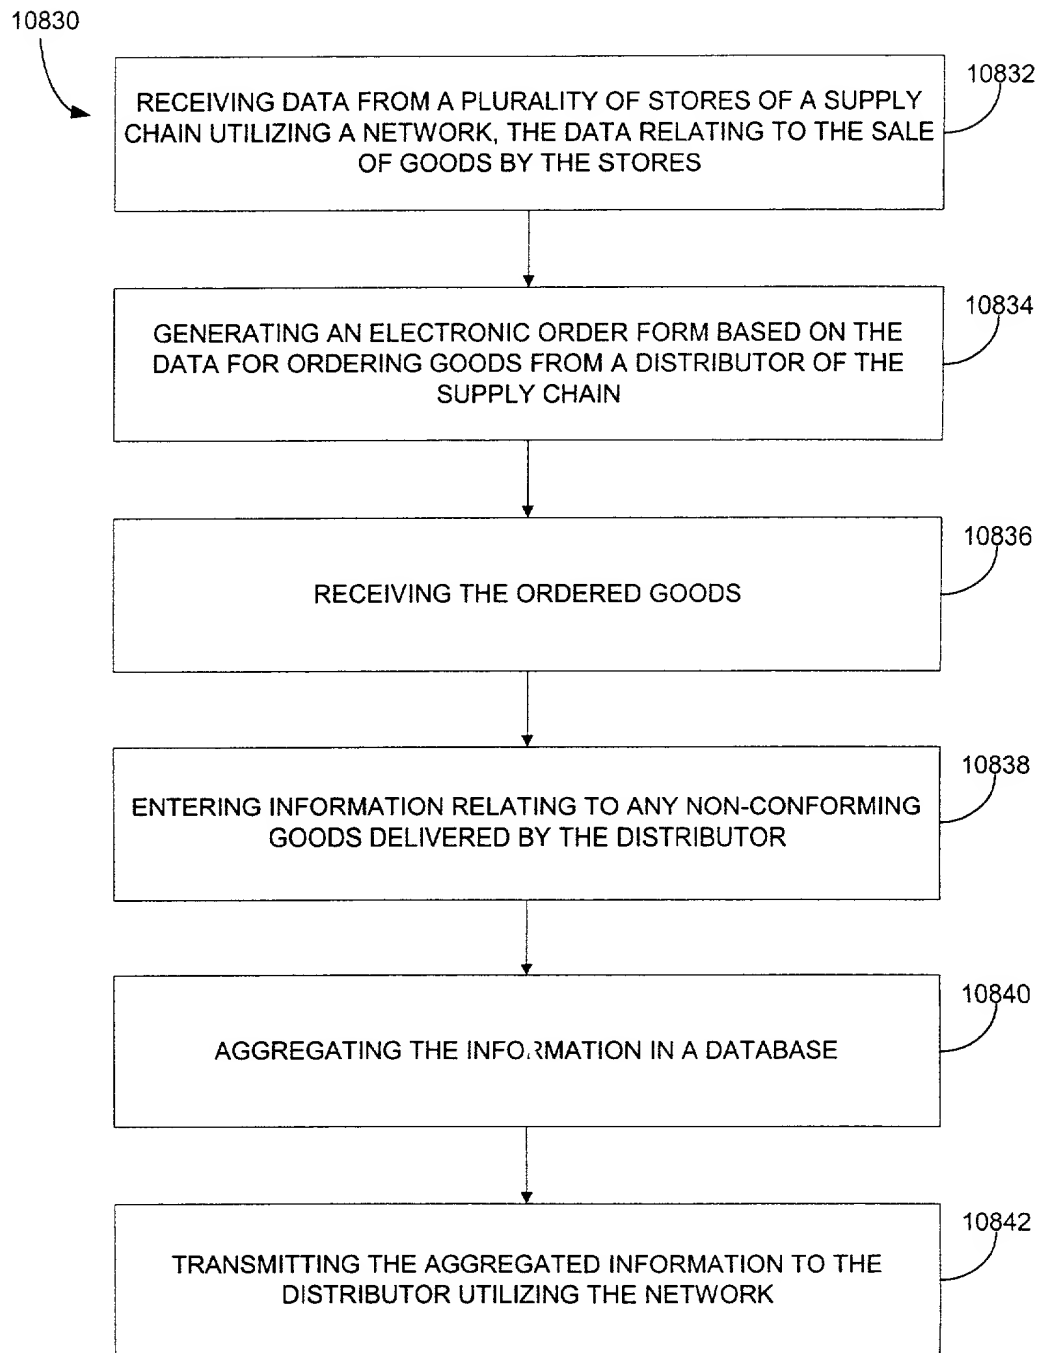 10830
10832
RECEIVING DATA FROM A PLURALITY OF STORES OF A SUPPLY
CHAIN UTILIZING A NETWORK, THE DATA RELATING TO THE SALE
OF GOODS BY THE STORES
10834
GENERATING AN ELECTRONIC ORDER FORM BASED ON THE
DATA FOR ORDERING GOODS FROM A DISTRIBUTOR OF THE
SUPPLY CHAIN
10836
RECEIVING THE ORDERED GOODS
10838
ENTERING INFORMATION RELATING TO ANY NON-CONFORMING
GOODS DELIVERED BY THE DISTRIBUTOR
10840
AGGREGATING THE INFORMATION IN A DATABASE
10842
TRANSMITTING THE AGGREGATED INFORMATION TO THE
DISTRIBUTOR UTILIZING THE NETWORK